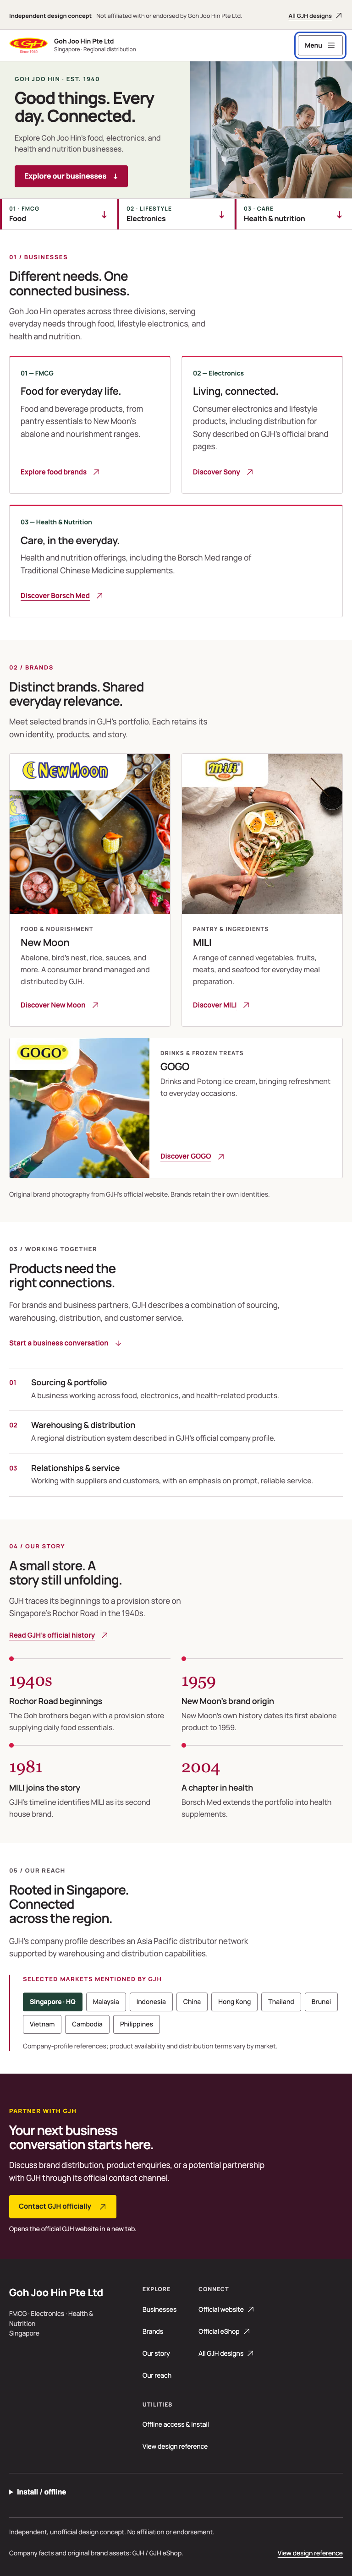 Independent design concept Not affiliated with or endorsed by Goh Joo Hin Pte Ltd.
All GJH designs
GJH
Since 1940
Goh Joo Hin Pte Ltd
Singapore · Regional distribution
Menu
GOH JOO HIN · EST. 1940
Good things. Every
day. Connected.
Explore Goh Joo Hin's food, electronics, and
health and nutrition businesses.
Explore our businesses
01 · FMCG
Food
02 · LIFESTYLE
Electronics
03 · CARE
Health & nutrition
01 / BUSINESSES
Different needs. One
connected business.
Goh Joo Hin operates across three divisions, serving
everyday needs through food, lifestyle electronics, and
health and nutrition.
01 — FMCG
Food for everyday life.
Food and beverage products, from
pantry essentials to New Moon's
abalone and nourishment ranges.
Explore food brands
02 — Electronics
Living, connected.
Consumer electronics and lifestyle
products, including distribution for
Sony described on GJH's official brand
pages.
Discover Sony
03 — Health & Nutrition
Care, in the everyday.
Health and nutrition offerings, including the Borsch Med range of
Traditional Chinese Medicine supplements.
Discover Borsch Med
02 / BRANDS
Distinct brands. Shared
everyday relevance.
Meet selected brands in GJH's portfolio. Each retains its
own identity, products, and story.
New Moon
FOOD & NOURISHMENT
New Moon
Abalone, bird's nest, rice, sauces, and
more. A consumer brand managed and
distributed by GJH.
Discover New Moon
Mili
PANTRY & INGREDIENTS
MILI
A range of canned vegetables, fruits,
meats, and seafood for everyday meal
preparation.
Discover MILI
GOGO
DRINKS & FROZEN TREATS
GOGO
Drinks and Potong ice cream, bringing refreshment
to everyday occasions.
Discover GOGO
Original brand photography from GJH's official website. Brands retain their own identities.
03 / WORKING TOGETHER
Products need the
right connections.
For brands and business partners, GJH describes a combination of sourcing,
warehousing, distribution, and customer service.
Start a business conversation
01
Sourcing & portfolio
A business working across food, electronics, and health-related products.
02
Warehousing & distribution
A regional distribution system described in GJH's official company profile.
03
Relationships & service
Working with suppliers and customers, with an emphasis on prompt, reliable service.
04 / OUR STORY
A small store. A
story still unfolding.
GJH traces its beginnings to a provision store on
Singapore's Rochor Road in the 1940s.
Read GJH's official history
1940s
Rochor Road beginnings
The Goh brothers began with a provision store
supplying daily food essentials.
1959
New Moon's brand origin
New Moon's own history dates its first abalone
product to 1959.
1981
MILI joins the story
GJH's timeline identifies MILI as its second
house brand.
2004
A chapter in health
Borsch Med extends the portfolio into health
supplements.
05 / OUR REACH
Rooted in Singapore.
Connected
across the region.
GJH's company profile describes an Asia Pacific distributor network
supported by warehousing and distribution capabilities.
SELECTED MARKETS MENTIONED BY GJH
Singapore · HQ
Malaysia
Indonesia
China
Hong Kong
Thailand
Brunei
Vietnam
Cambodia
Philippines
Company-profile references; product availability and distribution terms vary by market.
PARTNER WITH GJH
Your next business
conversation starts here.
Discuss brand distribution, product enquiries, or a potential partnership
with GJH through its official contact channel.
Contact GJH officially
Opens the official GJH website in a new tab.
Goh Joo Hin Pte Ltd
FMCG · Electronics · Health &
Nutrition
Singapore
EXPLORE
Businesses
Brands
Our story
Our reach
CONNECT
Official website
Official eShop
All GJH designs
UTILITIES
Offline access & install
View design reference
Install / offline
Independent, unofficial design concept. No affiliation or endorsement.
Company facts and original brand assets: GJH / GJH eShop.
View design reference